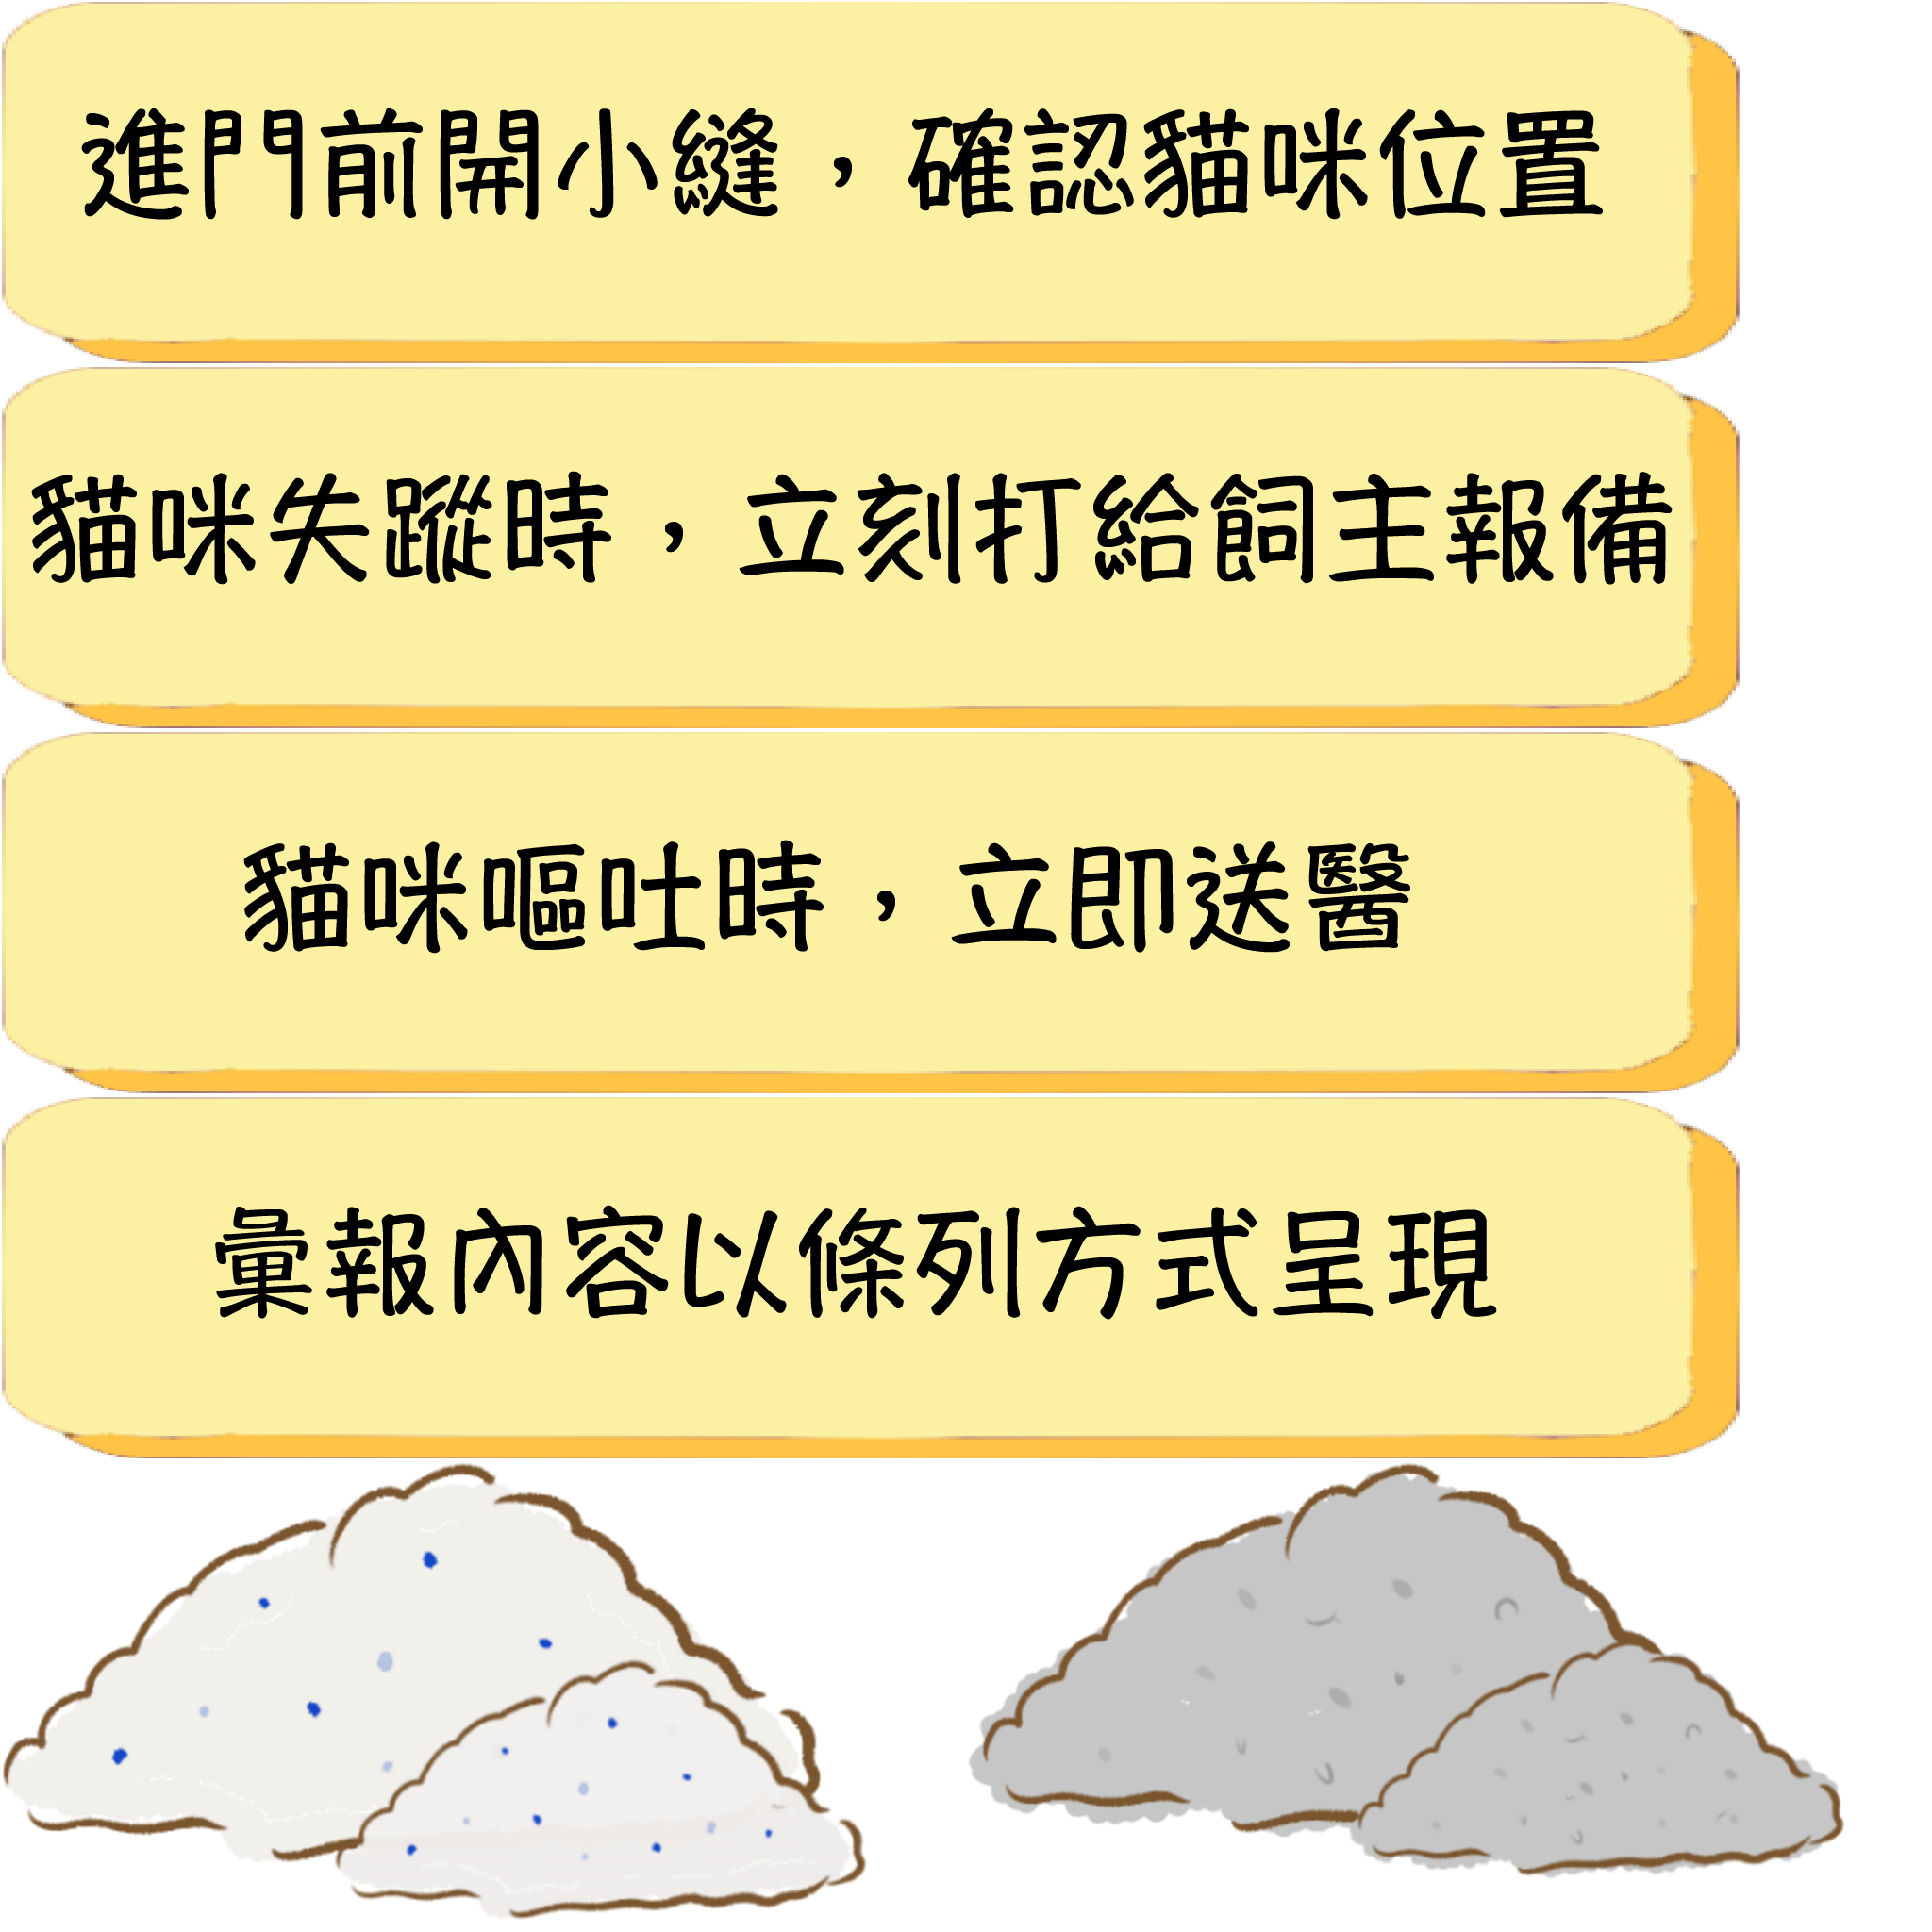 進門前開小縫，確認貓咪位置
貓咪失蹤時，立刻打給飼主報備
貓咪嘔吐時，立即送醫
彙報內容以條列方式呈現